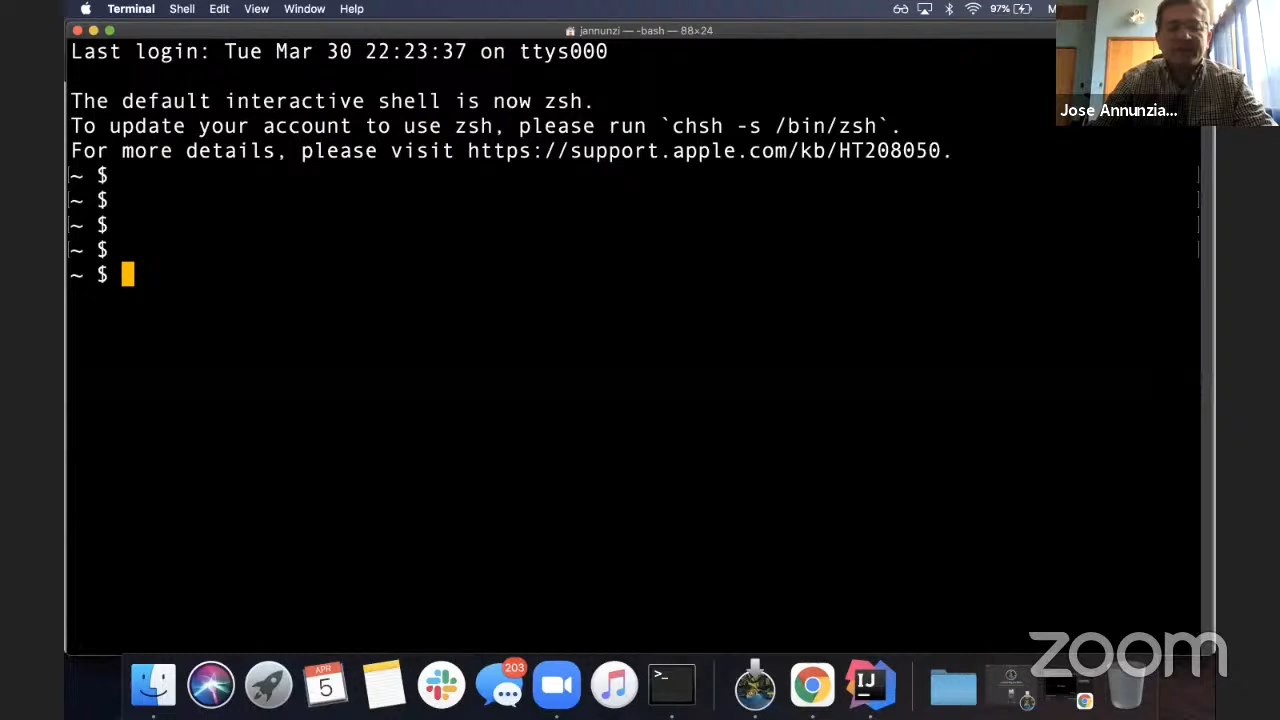 Terminal Shell Edit View Window Help 97% M
jannunzi — -bash — 88×24
Last login: Tue Mar 30 22:23:37 on ttys000
The default interactive shell is now zsh.
To update your account to use zsh, please run `chsh -s /bin/zsh`.
For more details, please visit https://support.apple.com/kb/HT208050.
~ $
~ $
~ $
~ $
~ $
Jose Annunzia...
zoom
203
APR
5
>_
IJ